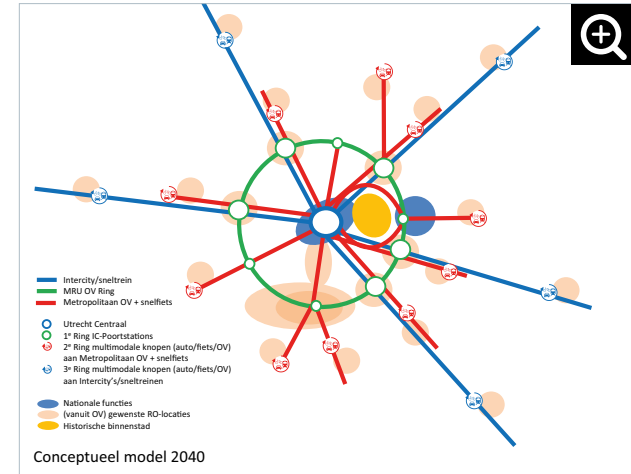 Intercity/sneltrein
MRU OV Ring
Metropolitaan OV + snelfiets
Utrecht Centraal
1e Ring IC-Poortstations
2e Ring multimodale knopen (auto/fiets/OV)
aan Metropolitaan OV + snelfiets
3e Ring multimodale knopen (auto/fiets/OV)
aan Intercity's/sneltreinen
Nationale functies
(vanuit OV) gewenste RO-locaties
Historische binnenstad
Conceptueel model 2040